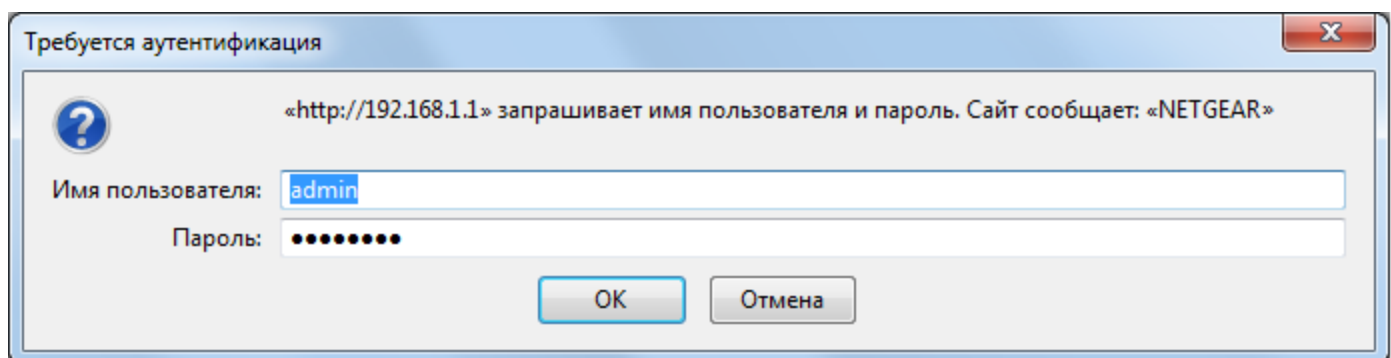 Требуется аутентификация
«http://192.168.1.1» запрашивает имя пользователя и пароль. Сайт сообщает: «NETGEAR»
Имя пользователя: admin
Пароль: ••••••••
OK Отмена